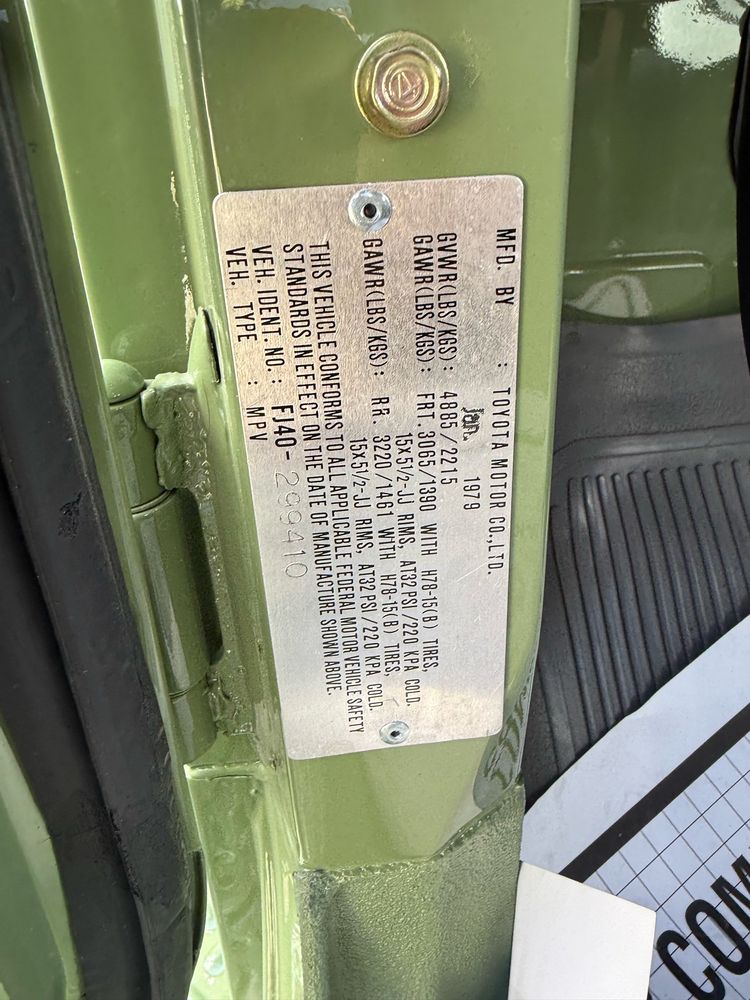 MFD. BY : TOYOTA MOTOR CO.,LTD.
Jan. 1979
GVWR(LBS/KGS): 4885/2215
GAWR(LBS/KGS): FRT. 3065/1390 WITH H78-15(B) TIRES,
15X5 1/2-JJ RIMS, AT32 PSI/220 KPA COLD.
GAWR(LBS/KGS): RR. 3220/1461 WITH H78-15(B) TIRES,
15X5 1/2-JJ RIMS, AT32 PSI/220 KPA COLD.
THIS VEHICLE CONFORMS TO ALL APPLICABLE FEDERAL MOTOR VEHICLE SAFETY
STANDARDS IN EFFECT ON THE DATE OF MANUFACTURE SHOWN ABOVE.
VEH. IDENT. NO.: FJ40-299410
VEH. TYPE : MPV
COM